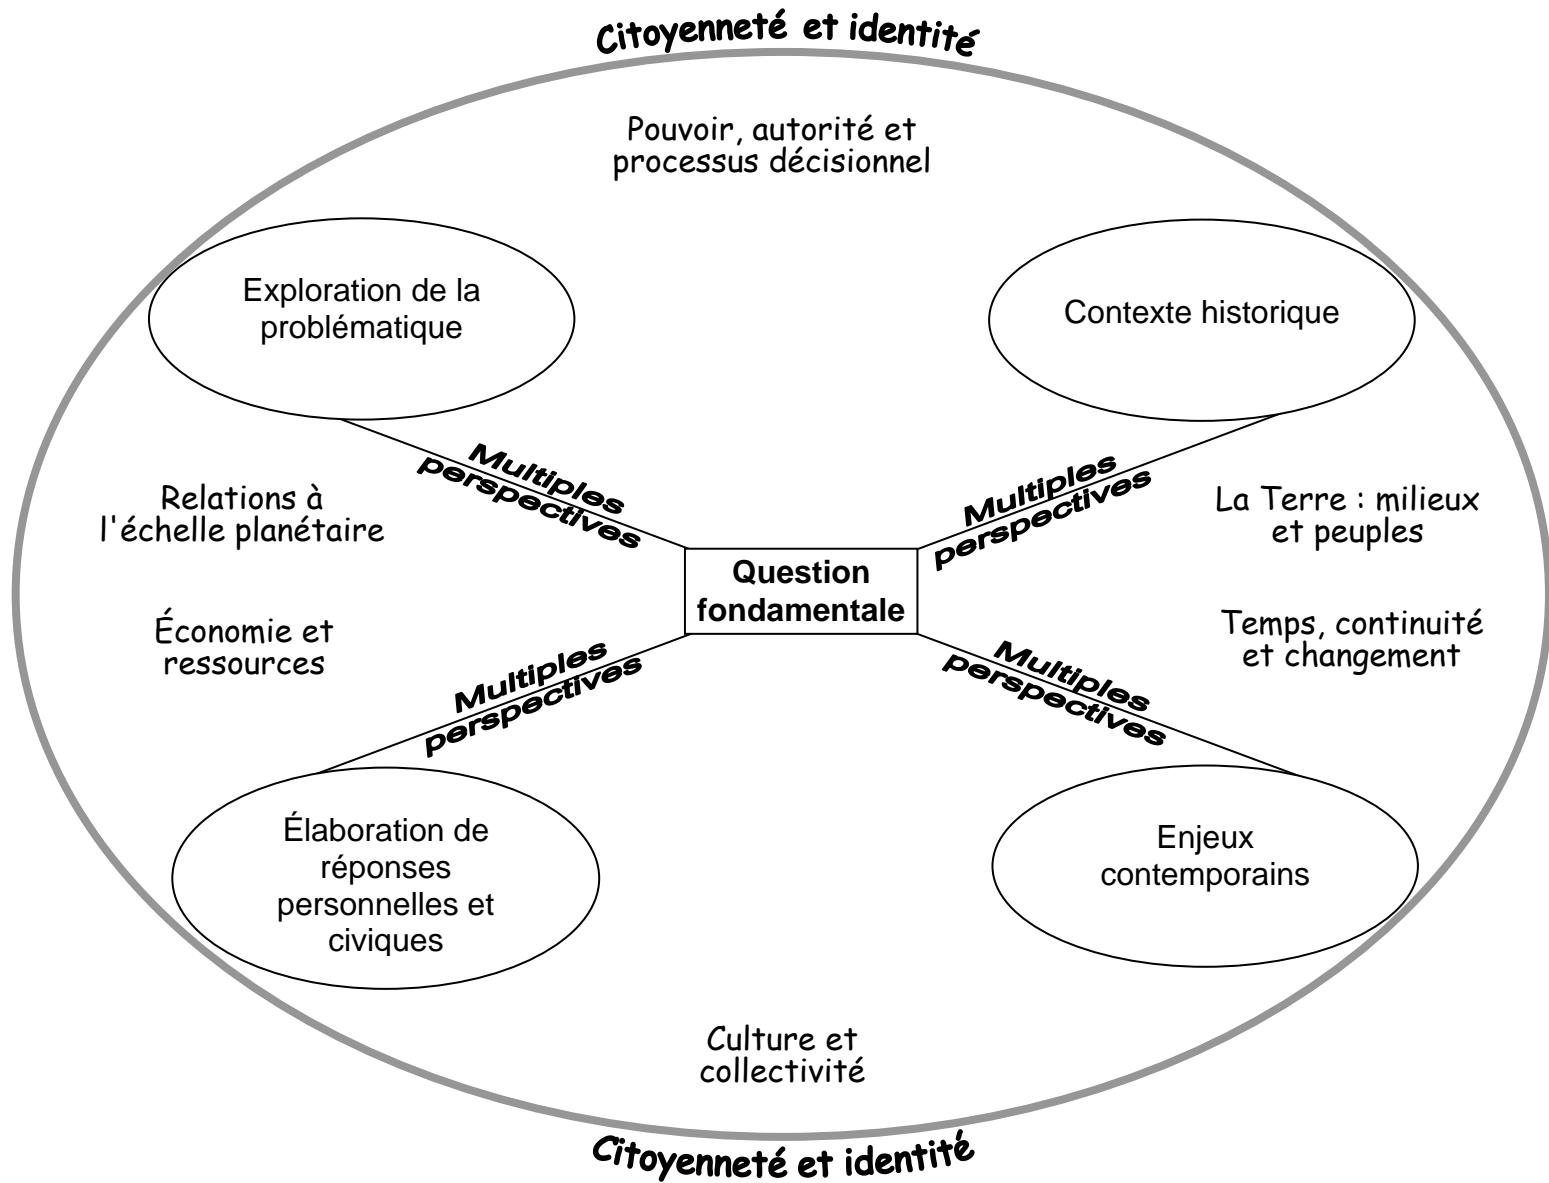 Citoyenneté et identité
Pouvoir, autorité et
processus décisionnel
Exploration de la
problématique
Contexte historique
Multiples
perspectives
Multiples
perspectives
Relations à
l'échelle planétaire
La Terre : milieux
et peuples
Question
fondamentale
Économie et
ressources
Temps, continuité
et changement
Multiples
perspectives
Multiples
perspectives
Élaboration de
réponses
personnelles et
civiques
Enjeux
contemporains
Culture et
collectivité
Citoyenneté et identité